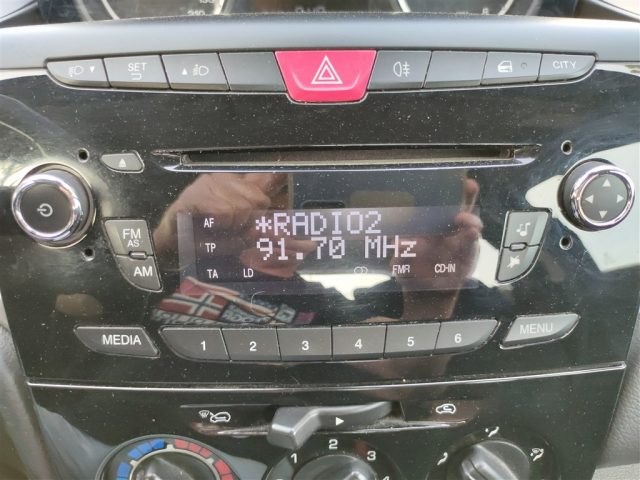 SET
CITY
FM
AS
AM
AF
TP
TA LD FMR CD-IN
*RADIO2
91.70 MHz
MEDIA
1 2 3 4 5 6
MENU
1 2 3 4